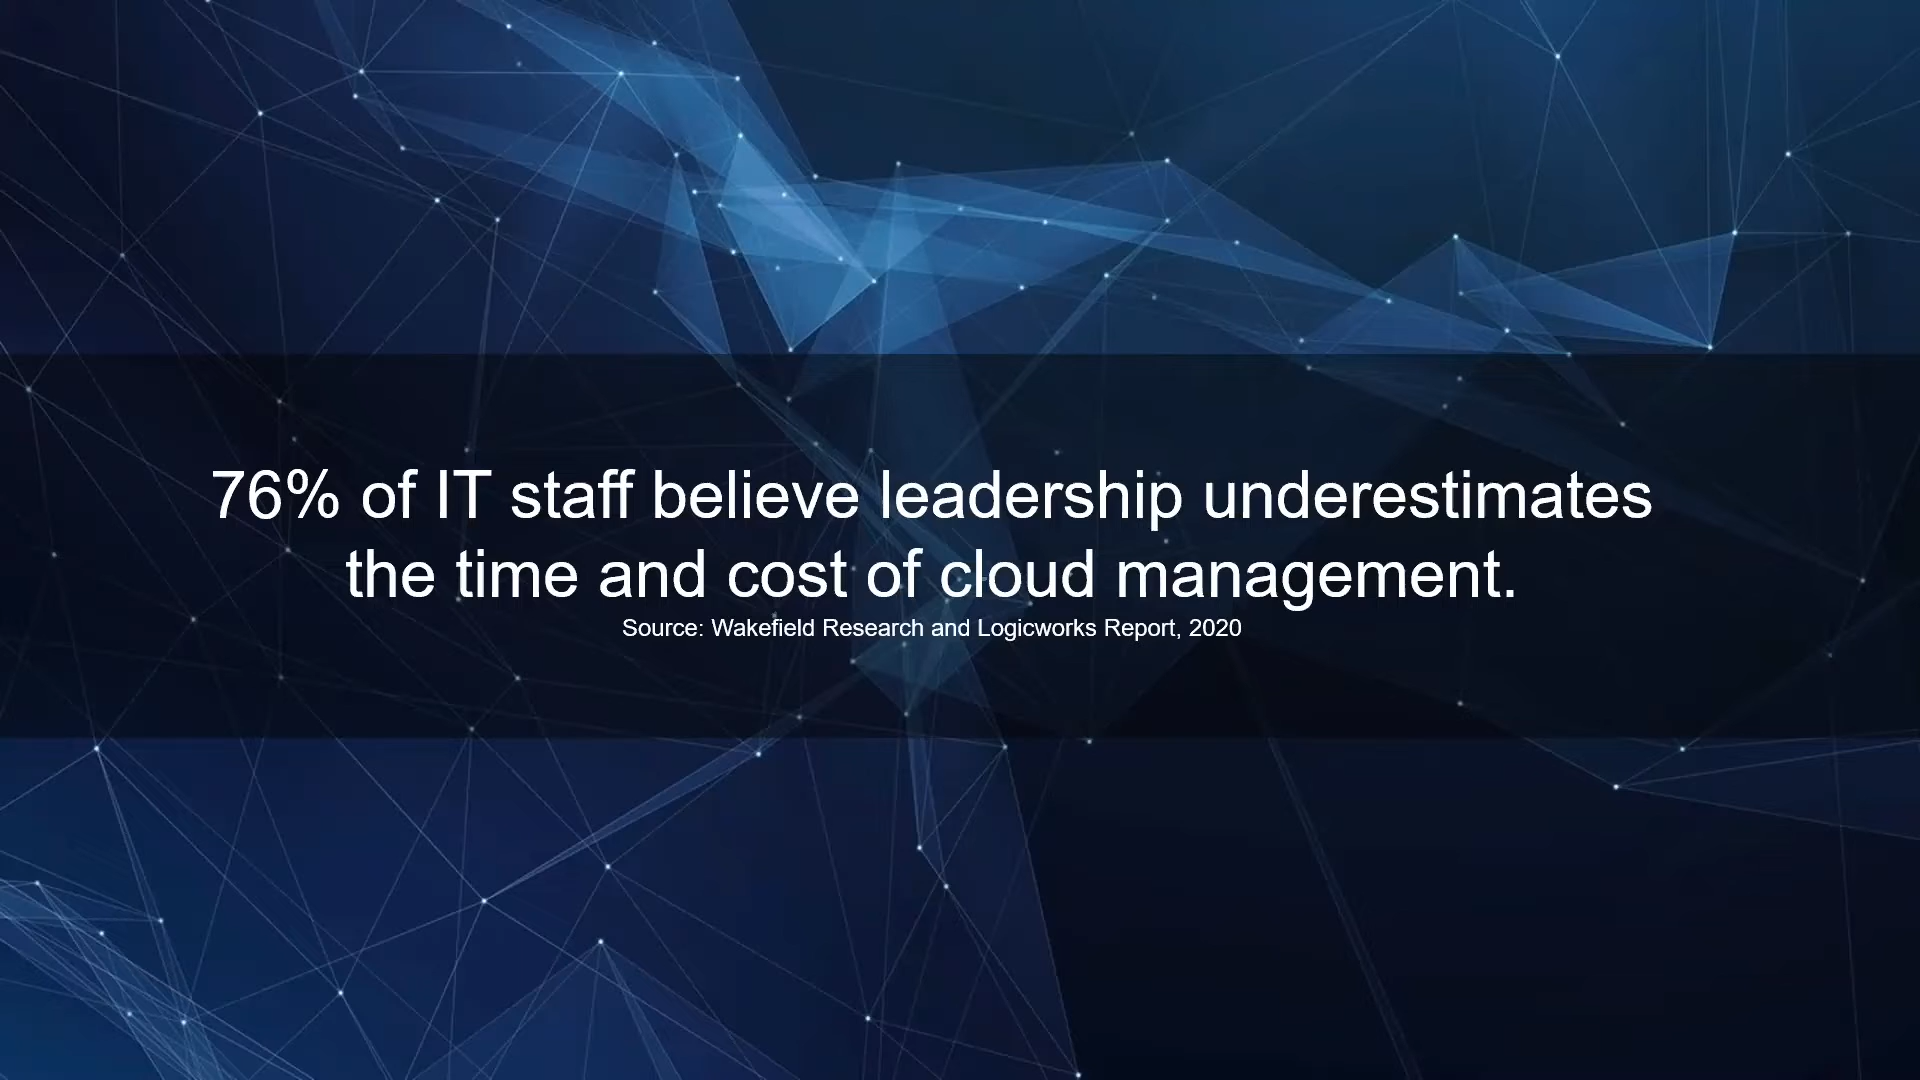 76% of IT staff believe leadership underestimates
the time and cost of cloud management.
Source: Wakefield Research and Logicworks Report, 2020